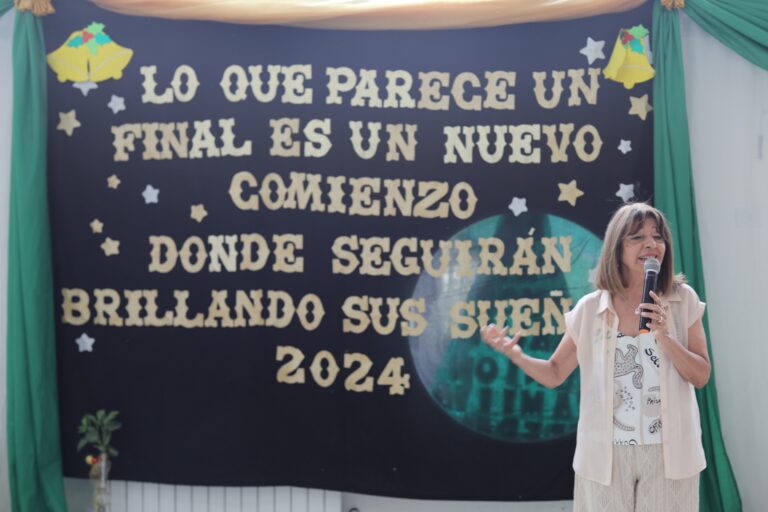 LO QUE PARECE UN
FINAL ES UN NUEVO
COMIENZO
DONDE SEGUIRÁN
BRILLANDO SUS SUEÑ
2024